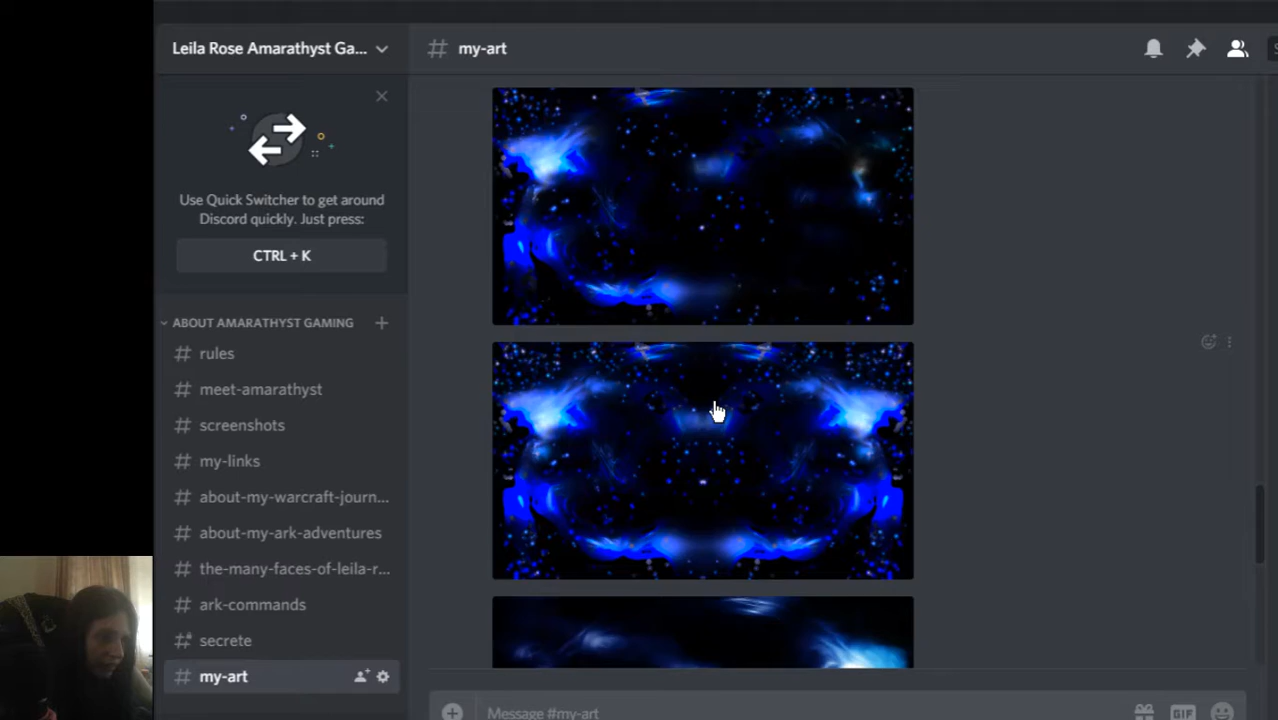 Leila Rose Amarathyst Ga...
my-art
Use Quick Switcher to get around
Discord quickly. Just press:
CTRL + K
ABOUT AMARATHYST GAMING
rules
meet-amarathyst
screenshots
my-links
about-my-warcraft-journ...
about-my-ark-adventures
the-many-faces-of-leila-r...
ark-commands
secrete
my-art
Message #my-art
GIF